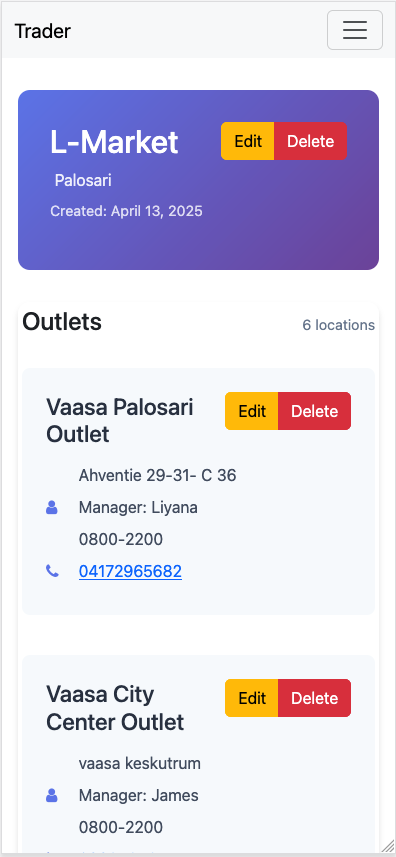 Trader
L-Market
Edit Delete
Palosari
Created: April 13, 2025
Outlets
6 locations
Vaasa Palosari
Outlet
Edit Delete
Ahventie 29-31- C 36
Manager: Liyana
0800-2200
04172965682
Vaasa City
Center Outlet
Edit Delete
vaasa keskutrum
Manager: James
0800-2200